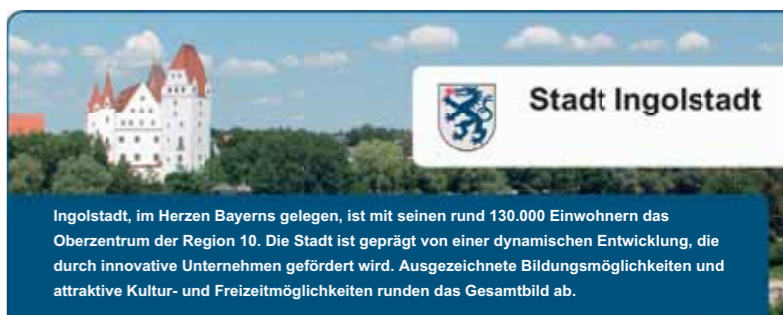 Stadt Ingolstadt
Ingolstadt, im Herzen Bayerns gelegen, ist mit seinen rund 130.000 Einwohnern das
Oberzentrum der Region 10. Die Stadt ist geprägt von einer dynamischen Entwicklung, die
durch innovative Unternehmen gefördert wird. Ausgezeichnete Bildungsmöglichkeiten und
attraktive Kultur- und Freizeitmöglichkeiten runden das Gesamtbild ab.